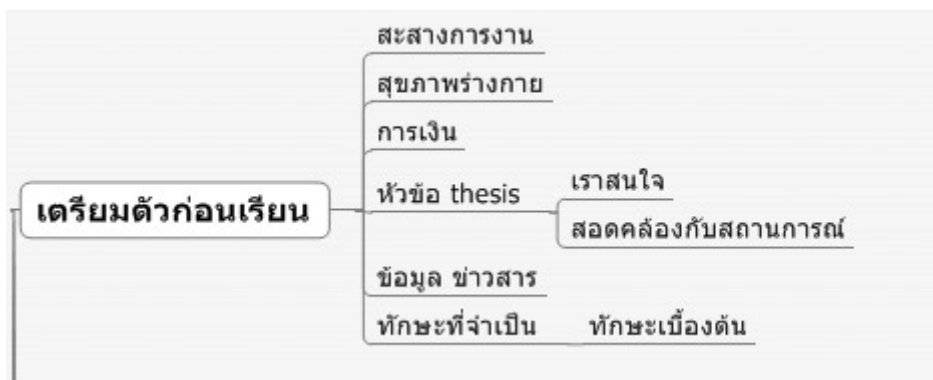 สะสางการงาน
สุขภาพร่างกาย
การเงิน
เตรียมตัวก่อนเรียน
หัวข้อ thesis
เราสนใจ
สอดคล้องกับสถานการณ์
ข้อมูล ข่าวสาร
ทักษะที่จำเป็น ทักษะเบื้องต้น